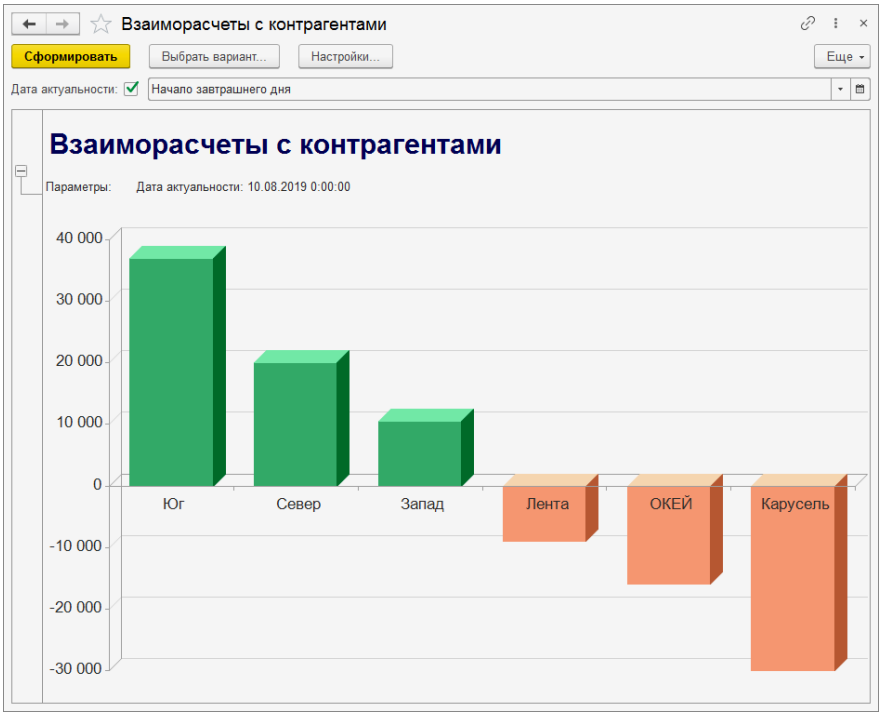 Взаиморасчеты с контрагентами
Сформировать Выбрать вариант... Настройки... Еще
Дата актуальности: Начало завтрашнего дня
Взаиморасчеты с контрагентами
Параметры: Дата актуальности: 10.08.2019 0:00:00
40 000
30 000
20 000
10 000
0
Юг Север Запад Лента ОКЕЙ Карусель
-10 000
-20 000
-30 000